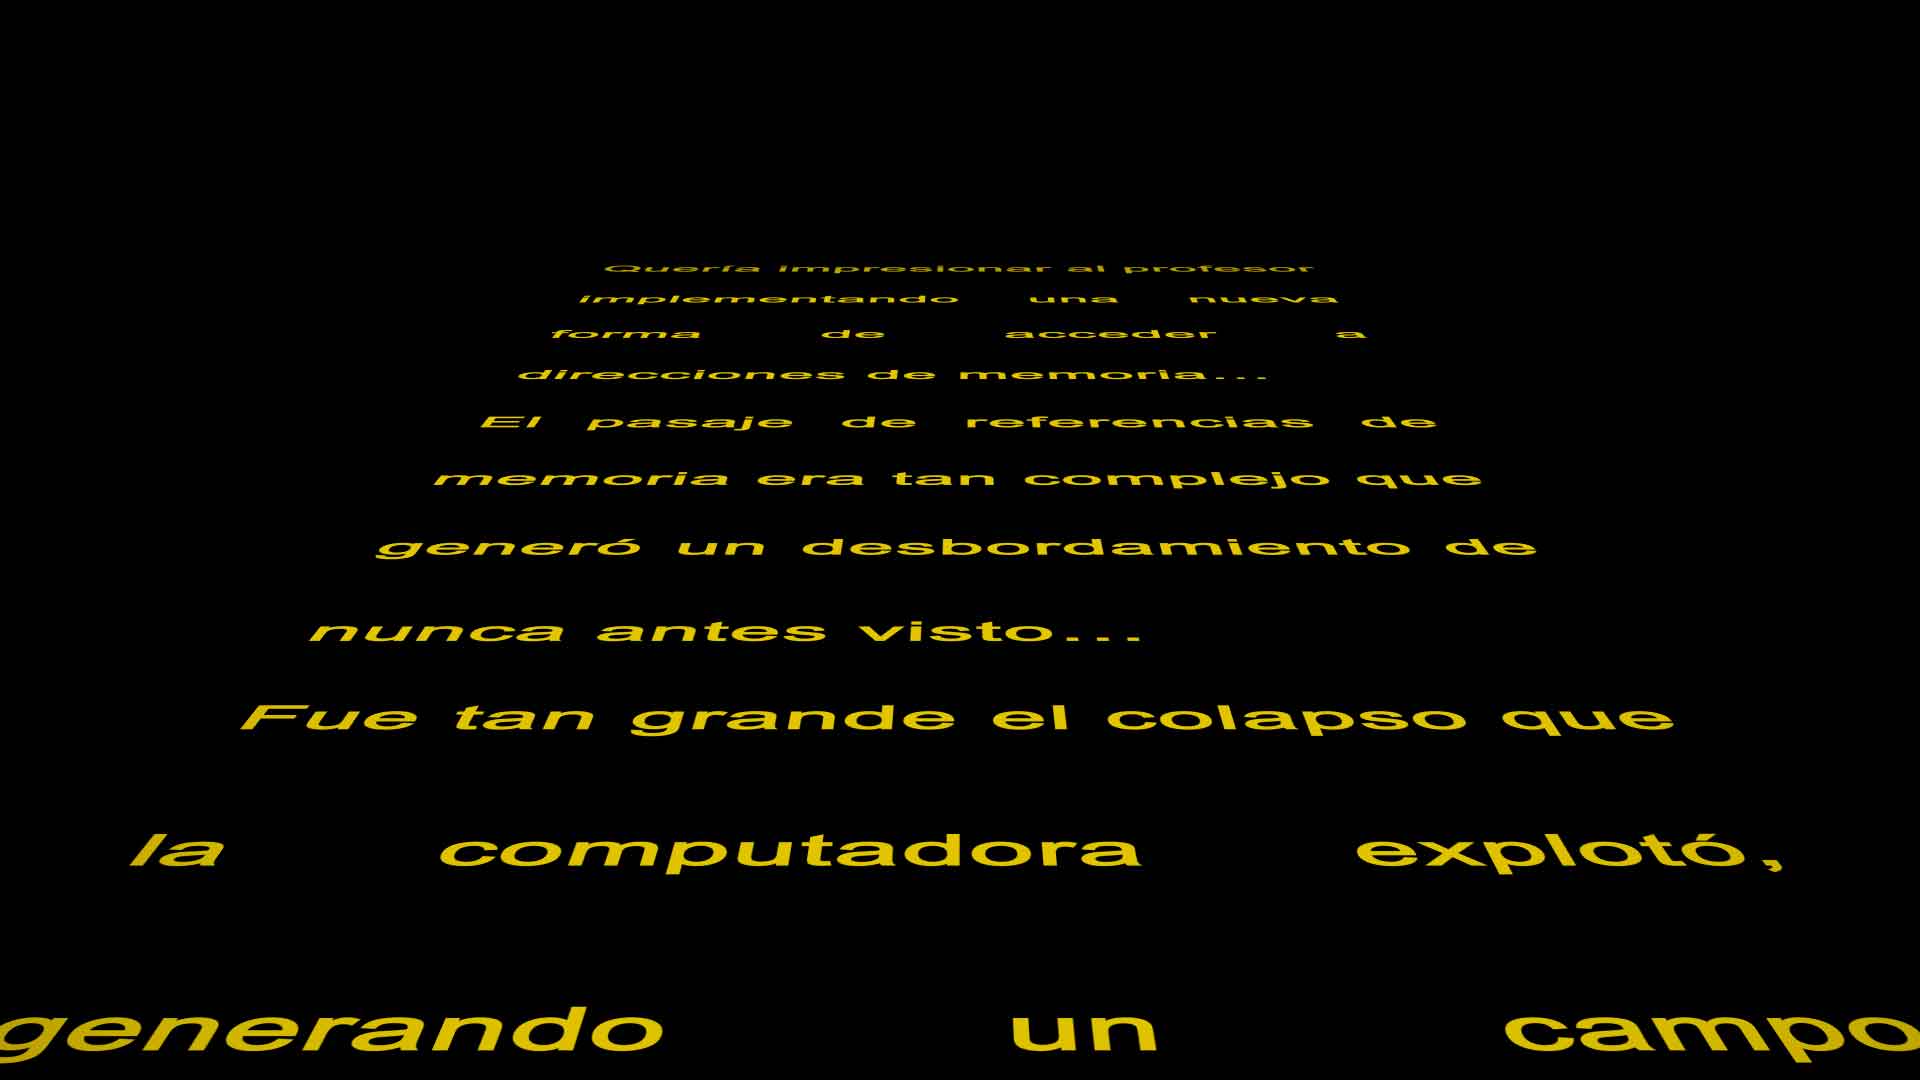 Quería impresionar al profesor
implementando una nueva
forma de acceder a
direcciones de memoria...
El pasaje de referencias de
memoria era tan complejo que
generó un desbordamiento de
nunca antes visto...
Fue tan grande el colapso que
la computadora explotó,
generando un campo